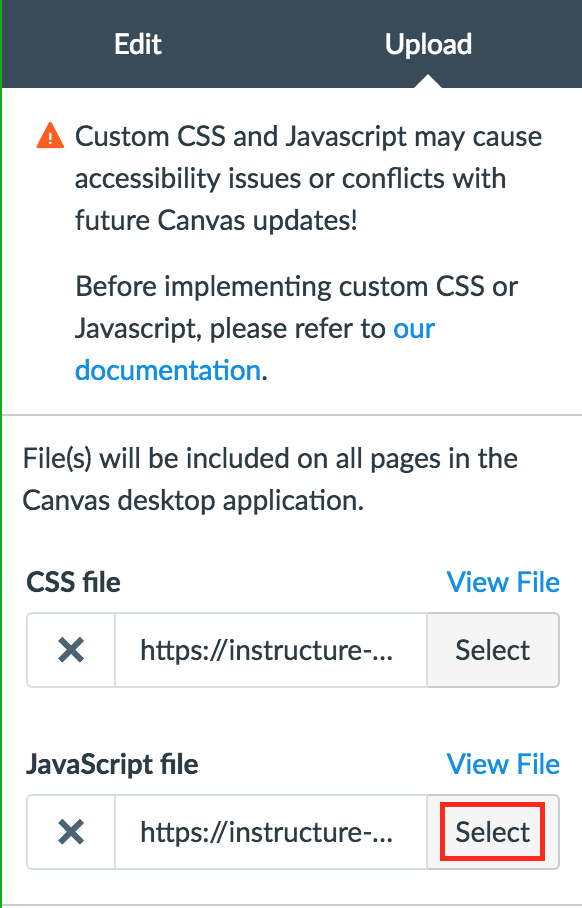 Edit
Upload
Custom CSS and Javascript may cause
accessibility issues or conflicts with
future Canvas updates!
Before implementing custom CSS or
Javascript, please refer to our
documentation.
File(s) will be included on all pages in the
Canvas desktop application.
CSS file
View File
https://instructure-...
Select
JavaScript file
View File
https://instructure-...
Select